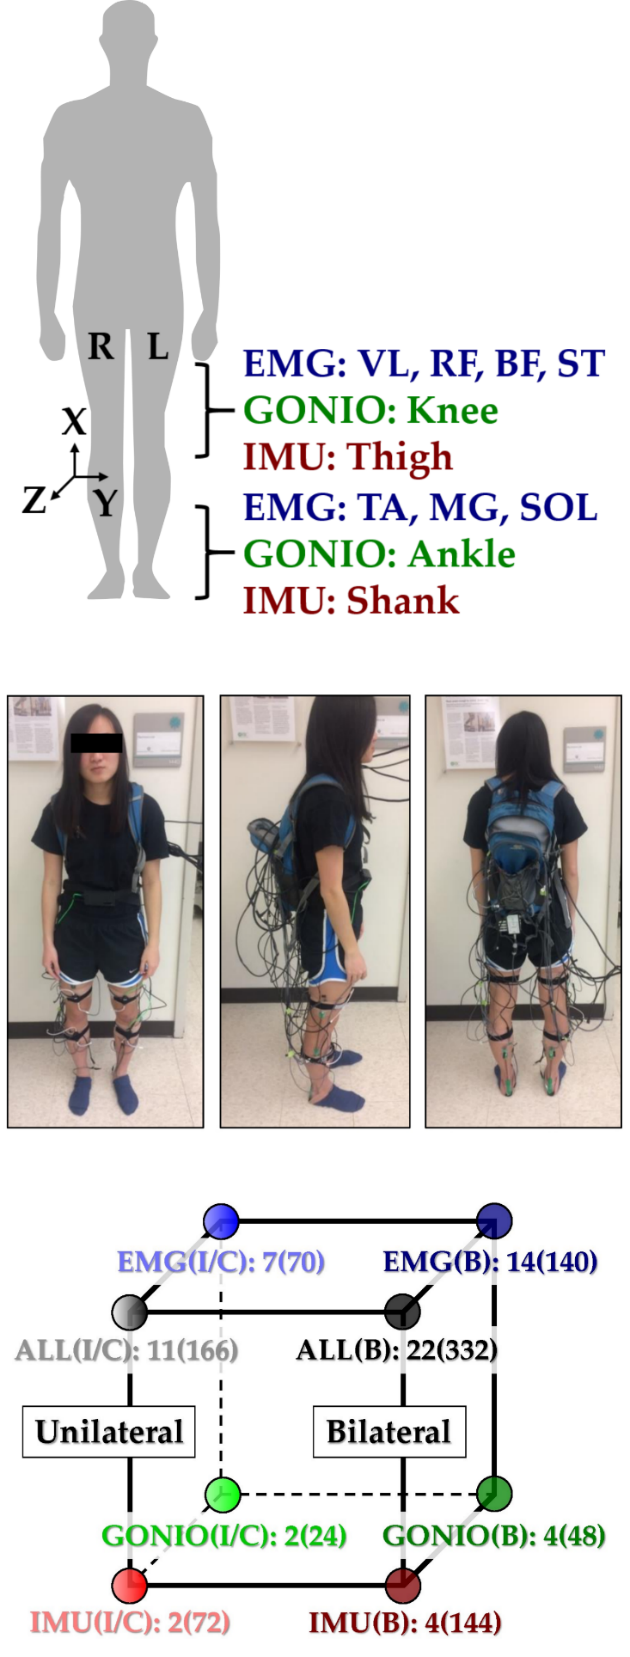 R L
EMG: VL, RF, BF, ST
GONIO: Knee
IMU: Thigh
X
Z
Y
EMG: TA, MG, SOL
GONIO: Ankle
IMU: Shank
EMG(I/C): 7(70)
EMG(B): 14(140)
ALL(I/C): 11(166)
ALL(B): 22(332)
Unilateral
Bilateral
GONIO(I/C): 2(24)
GONIO(B): 4(48)
IMU(I/C): 2(72)
IMU(B): 4(144)